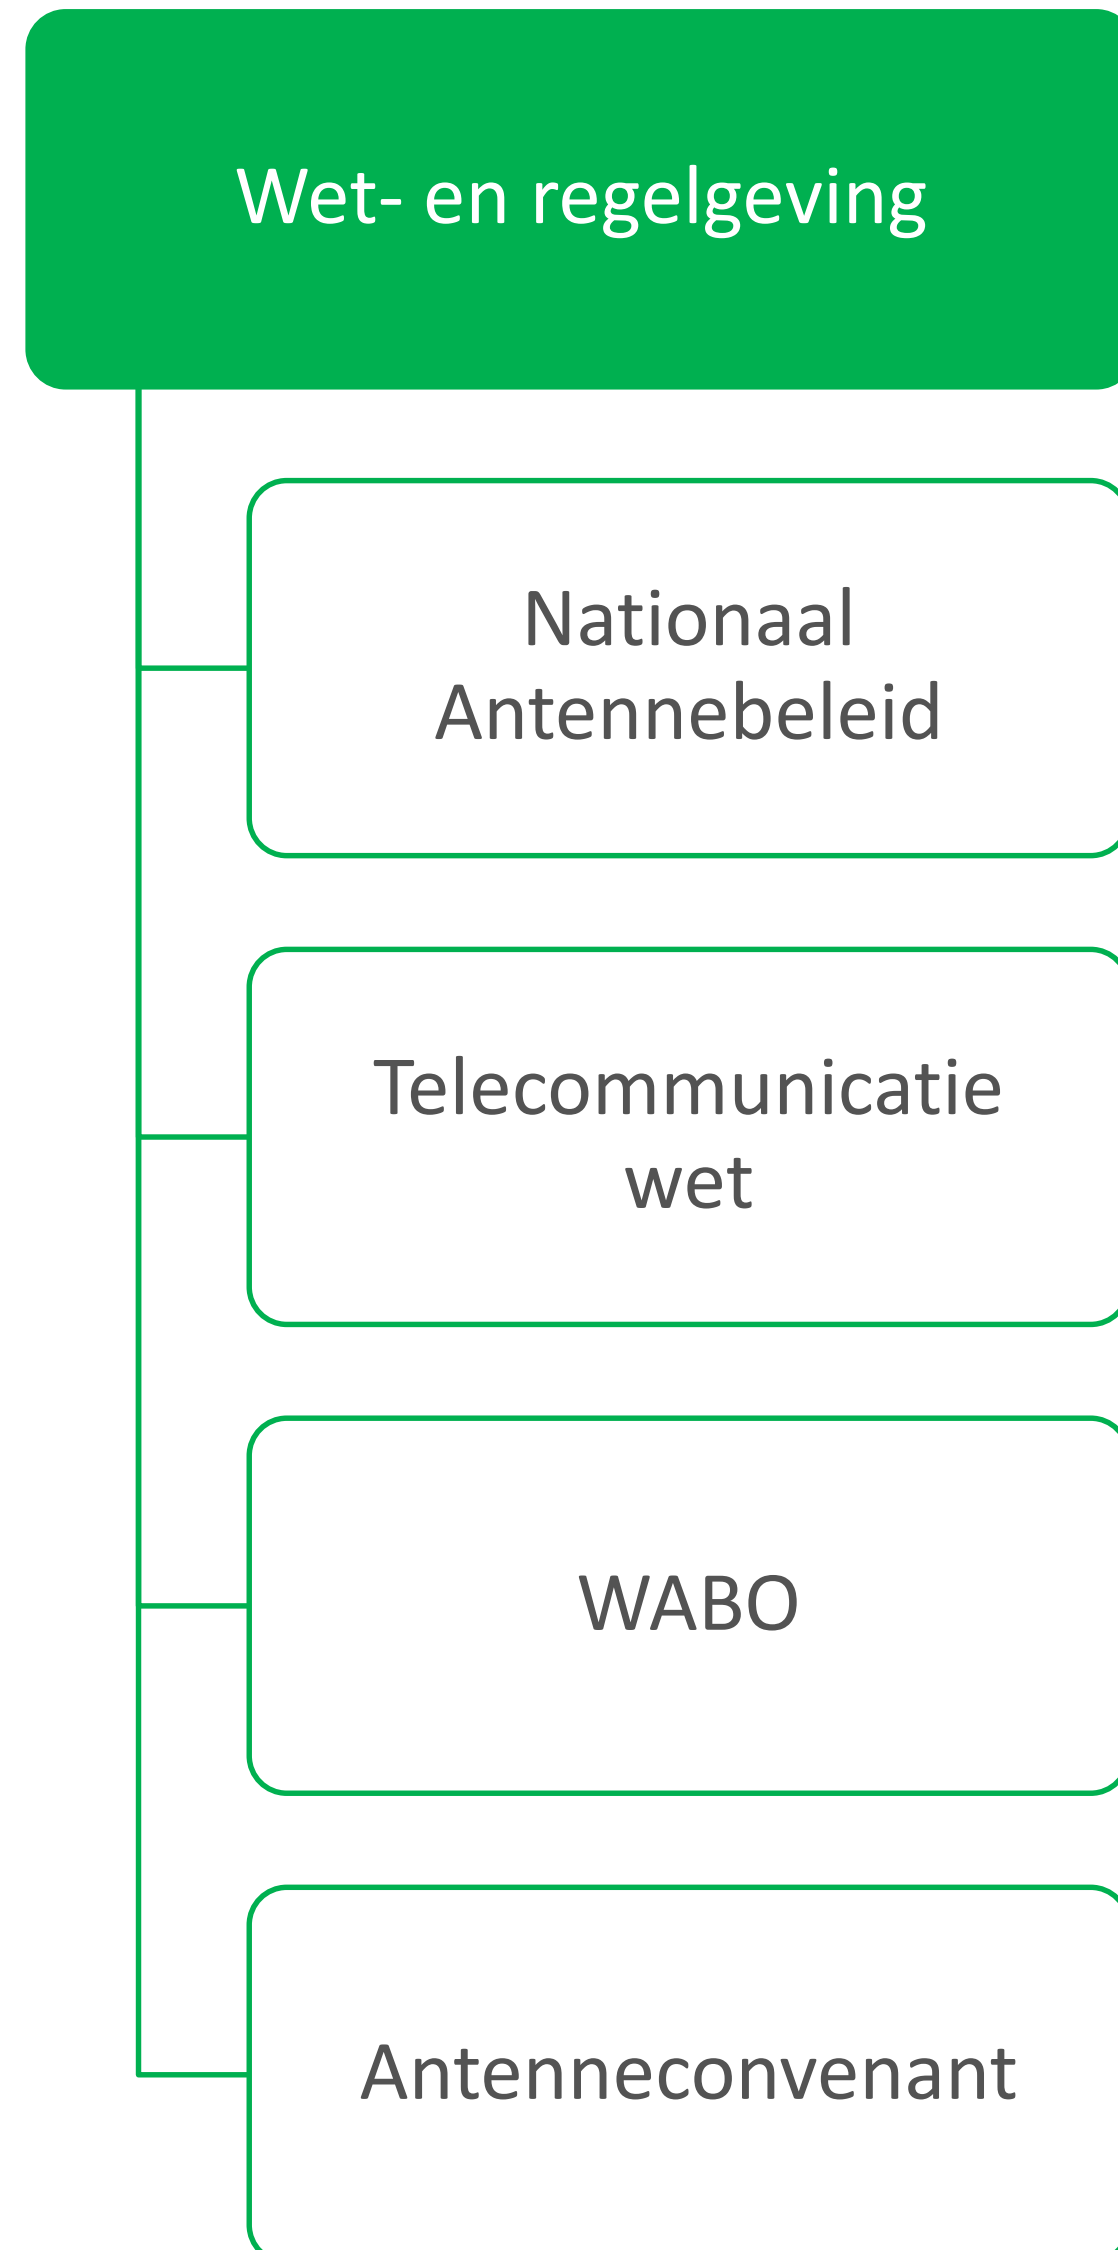 Wet- en regelgeving
Nationaal
Antennebeleid
Telecommunicatie
wet
WABO
Antenneconvenant